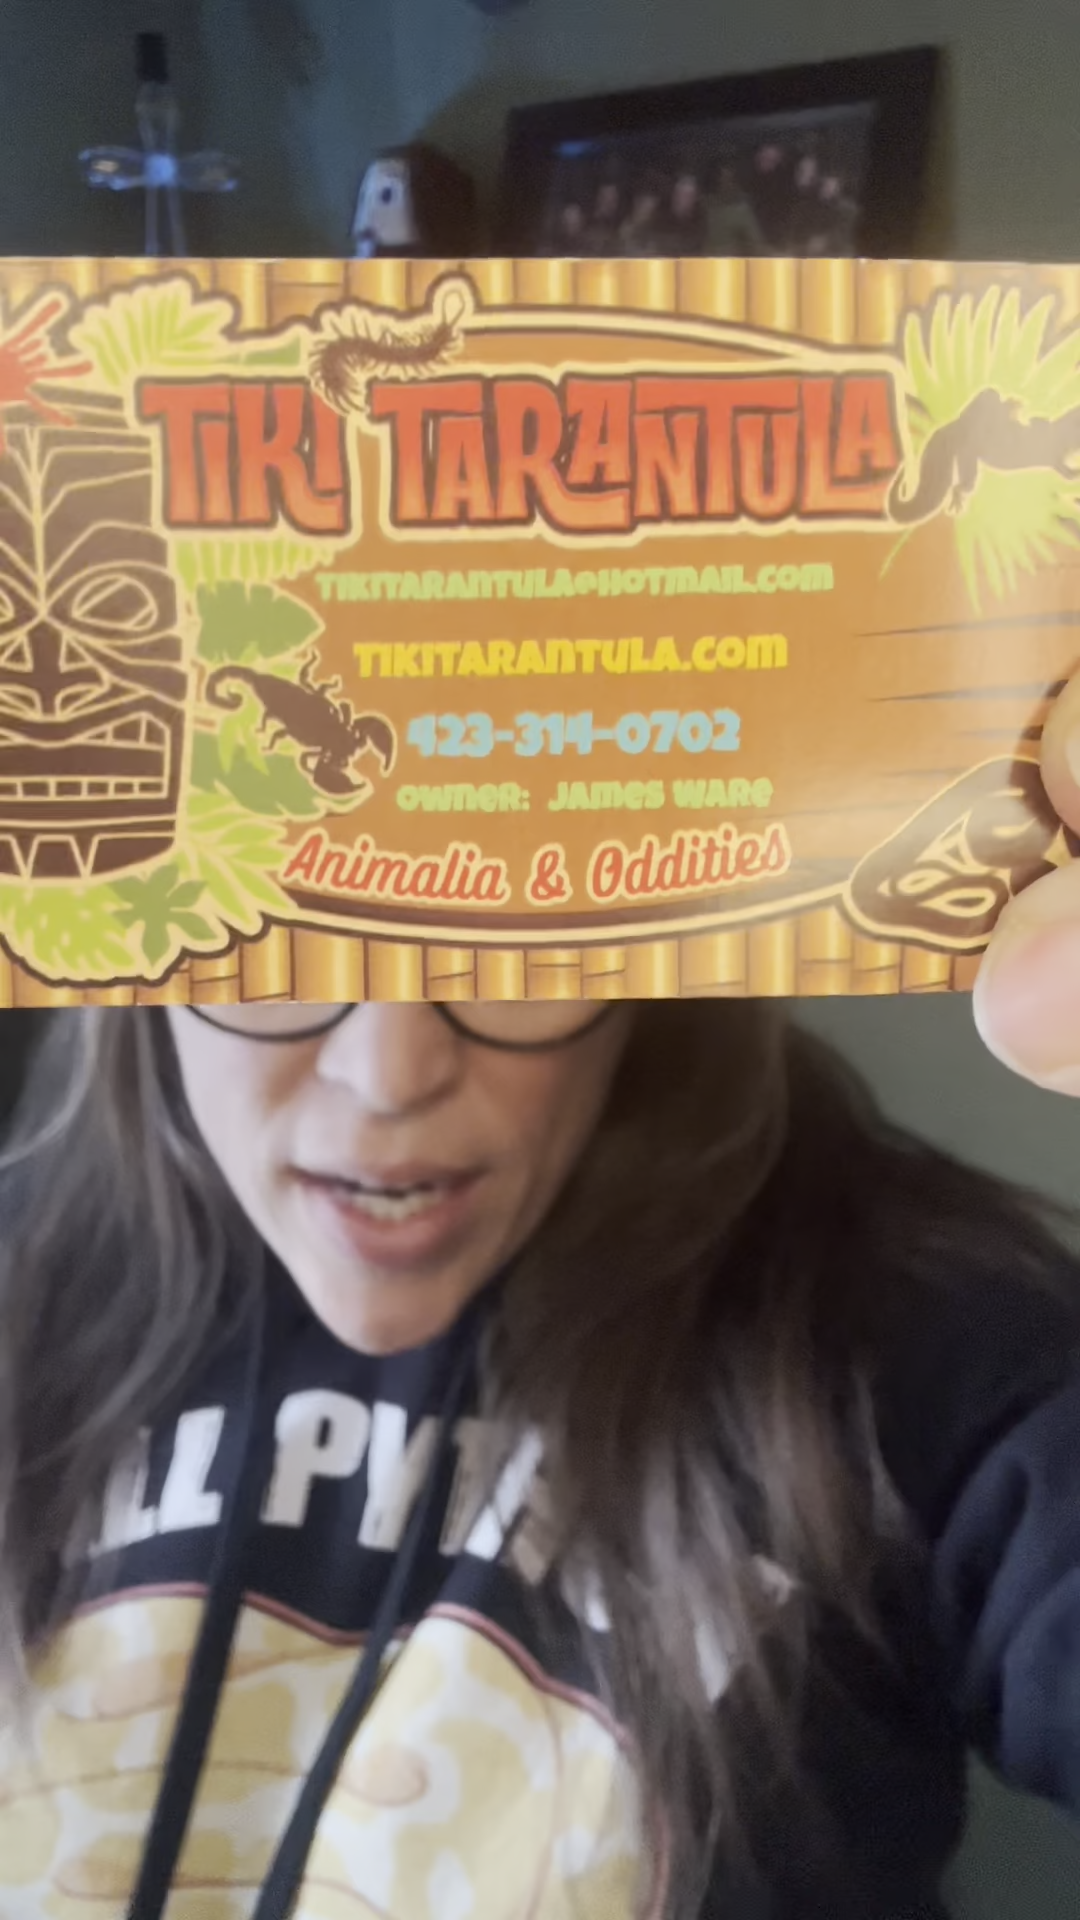 TIKI TARANTULA
TIKITARANTULA@HOTMAIL.COM
TIKITARANTULA.COM
423-314-0702
OWNER: JAMES WARE
Animalia & Oddities